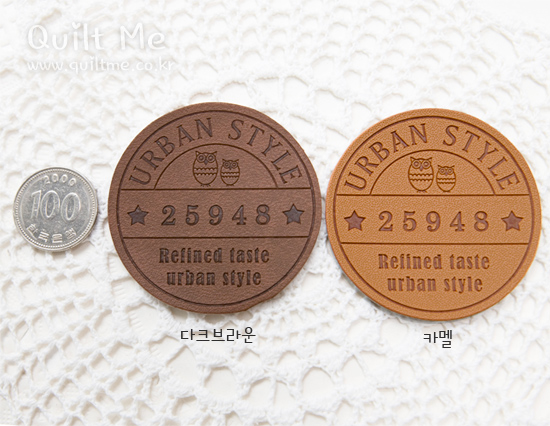 Quilt Me
www.quiltme.co.kr
2000
100
한국은행
URBAN STYLE
25948
Refined taste
urban style
다크브라운
URBAN STYLE
25948
Refined taste
urban style
카멜